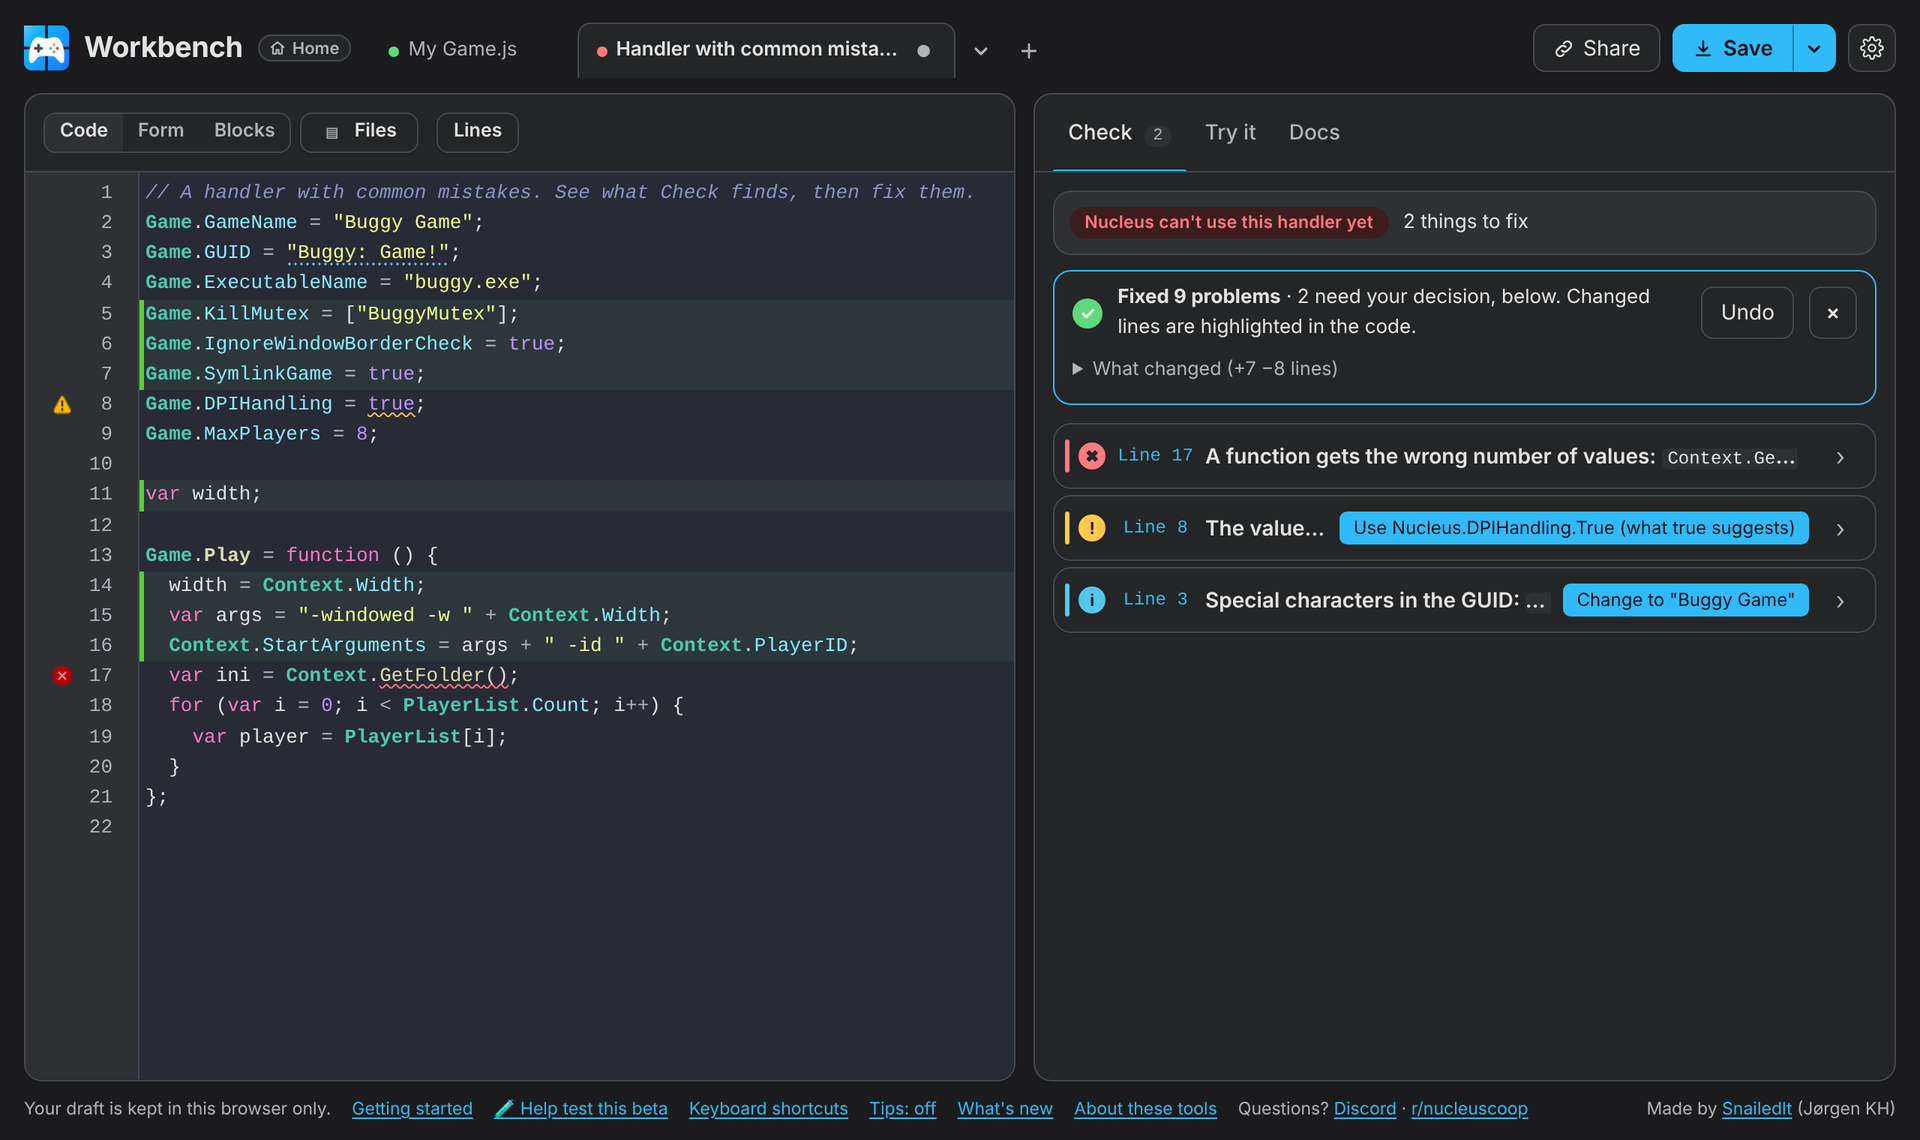 Workbench
Home
My Game.js
Handler with common mista...
Share
Save
Code
Form
Blocks
Files
Lines
1 // A handler with common mistakes. See what Check finds, then fix them.
2 Game.GameName = "Buggy Game";
3 Game.GUID = "Buggy: Game!";
4 Game.ExecutableName = "buggy.exe";
5 Game.KillMutex = ["BuggyMutex"];
6 Game.IgnoreWindowBorderCheck = true;
7 Game.SymlinkGame = true;
8 Game.DPIHandling = true;
9 Game.MaxPlayers = 8;
10
11 var width;
12
13 Game.Play = function () {
14   width = Context.Width;
15   var args = "-windowed -w " + Context.Width;
16   Context.StartArguments = args + " -id " + Context.PlayerID;
17   var ini = Context.GetFolder();
18   for (var i = 0; i < PlayerList.Count; i++) {
19     var player = PlayerList[i];
20   }
21 };
22
Check 2
Try it
Docs
Nucleus can't use this handler yet 2 things to fix
Fixed 9 problems · 2 need your decision, below. Changed
lines are highlighted in the code.
Undo
×
What changed (+7 −8 lines)
Line 17 A function gets the wrong number of values: Context.Ge...
Line 8 The value... Use Nucleus.DPIHandling.True (what true suggests)
Line 3 Special characters in the GUID: ... Change to "Buggy Game"
Your draft is kept in this browser only. Getting started Help test this beta Keyboard shortcuts Tips: off What's new About these tools Questions? Discord · r/nucleuscoop Made by SnailedIt (Jørgen KH)